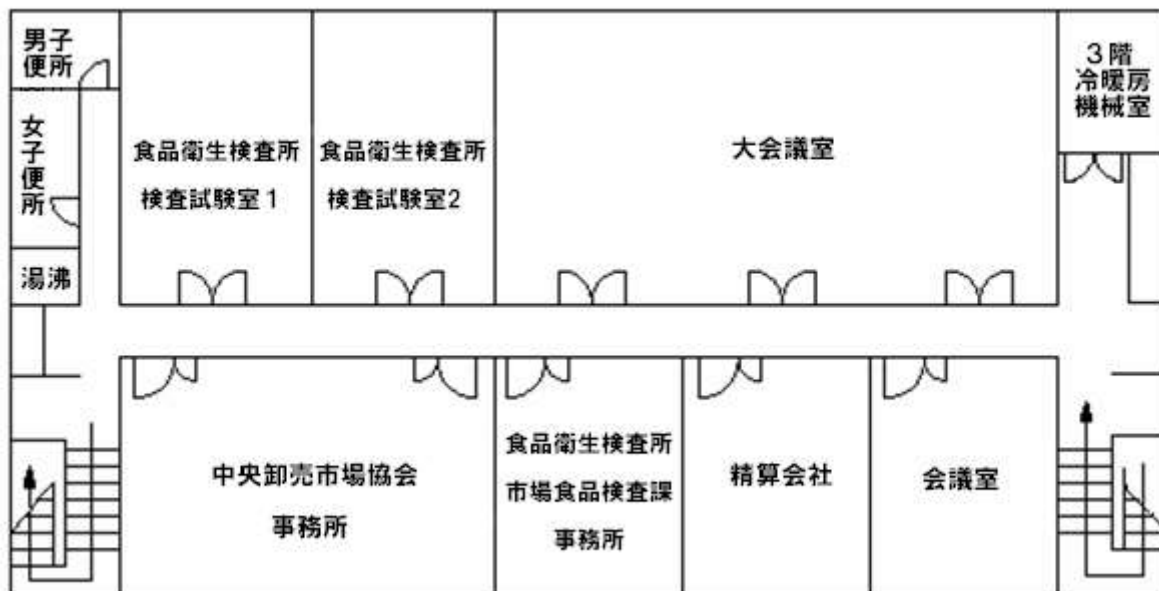 男子
便所
女子便所
湯沸
食品衛生検査所
検査試験室1
食品衛生検査所
検査試験室2
大会議室
3階
冷暖房
機械室
中央卸売市場協会
事務所
食品衛生検査所
市場食品検査課
事務所
精算会社
会議室